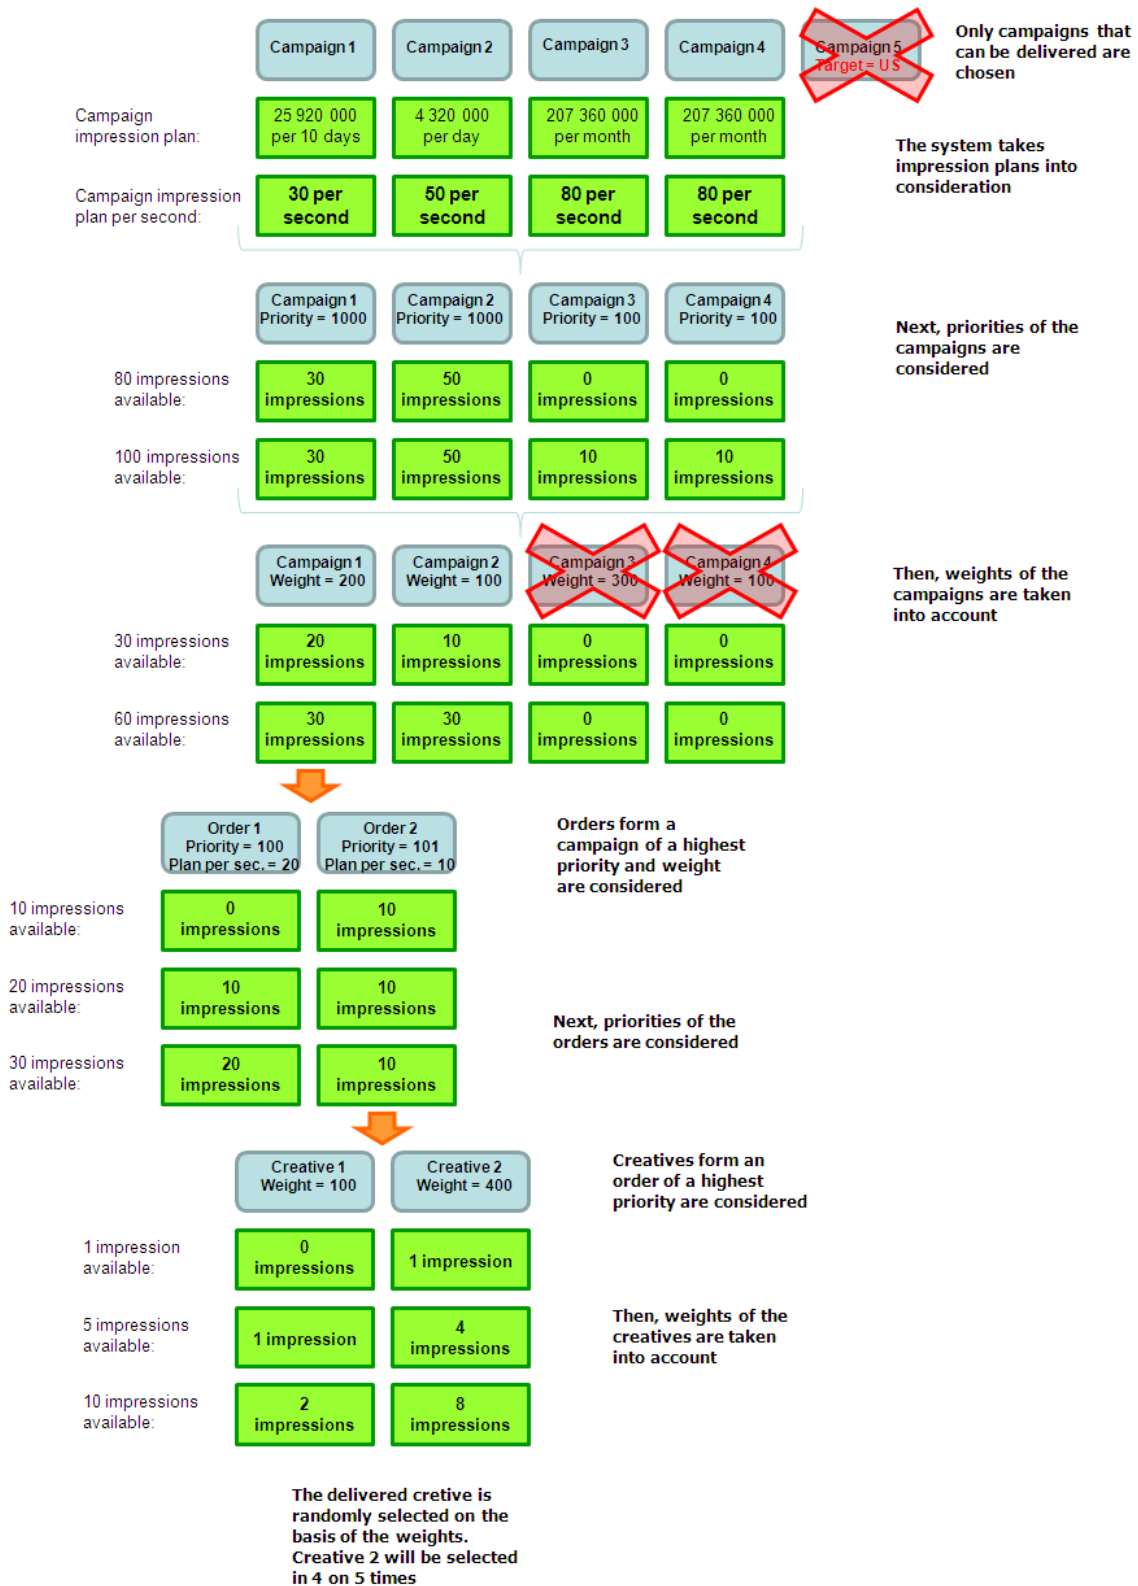 Campaign 1
Campaign 2
Campaign 3
Campaign 4
Campaign 5
Target = US
Only campaigns that
can be delivered are
chosen
Campaign
impression plan:
25 920 000
per 10 days
4 320 000
per day
207 360 000
per month
207 360 000
per month
The system takes
impression plans into
consideration
Campaign impression
plan per second:
30 per
second
50 per
second
80 per
second
80 per
second
Campaign 1
Priority = 1000
Campaign 2
Priority = 1000
Campaign 3
Priority = 100
Campaign 4
Priority = 100
Next, priorities of the
campaigns are
considered
80 impressions
available:
30
impressions
50
impressions
0
impressions
0
impressions
100 impressions
available:
30
impressions
50
impressions
10
impressions
10
impressions
Campaign 1
Weight = 200
Campaign 2
Weight = 100
Campaign 3
Weight = 300
Campaign 4
Weight = 100
Then, weights of the
campaigns are taken
into account
30 impressions
available:
20
impressions
10
impressions
0
impressions
0
impressions
60 impressions
available:
30
impressions
30
impressions
0
impressions
0
impressions
Order 1
Priority = 100
Plan per sec. = 20
Order 2
Priority = 101
Plan per sec. = 10
Orders form a
campaign of a highest
priority and weight
are considered
10 impressions
available:
0
impressions
10
impressions
20 impressions
available:
10
impressions
10
impressions
Next, priorities of the
orders are considered
30 impressions
available:
20
impressions
10
impressions
Creative 1
Weight = 100
Creative 2
Weight = 400
Creatives form an
order of a highest
priority are considered
1 impression
available:
0
impressions
1 impression
5 impressions
available:
1 impression
4
impressions
Then, weights of the
creatives are taken
into account
10 impressions
available:
2
impressions
8
impressions
The delivered cretive is
randomly selected on the
basis of the weights.
Creative 2 will be selected
in 4 on 5 times